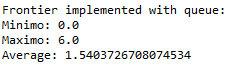 Frontier implemented with queue:
Minimo: 0.0
Maximo: 6.0
Average: 1.5403726708074534